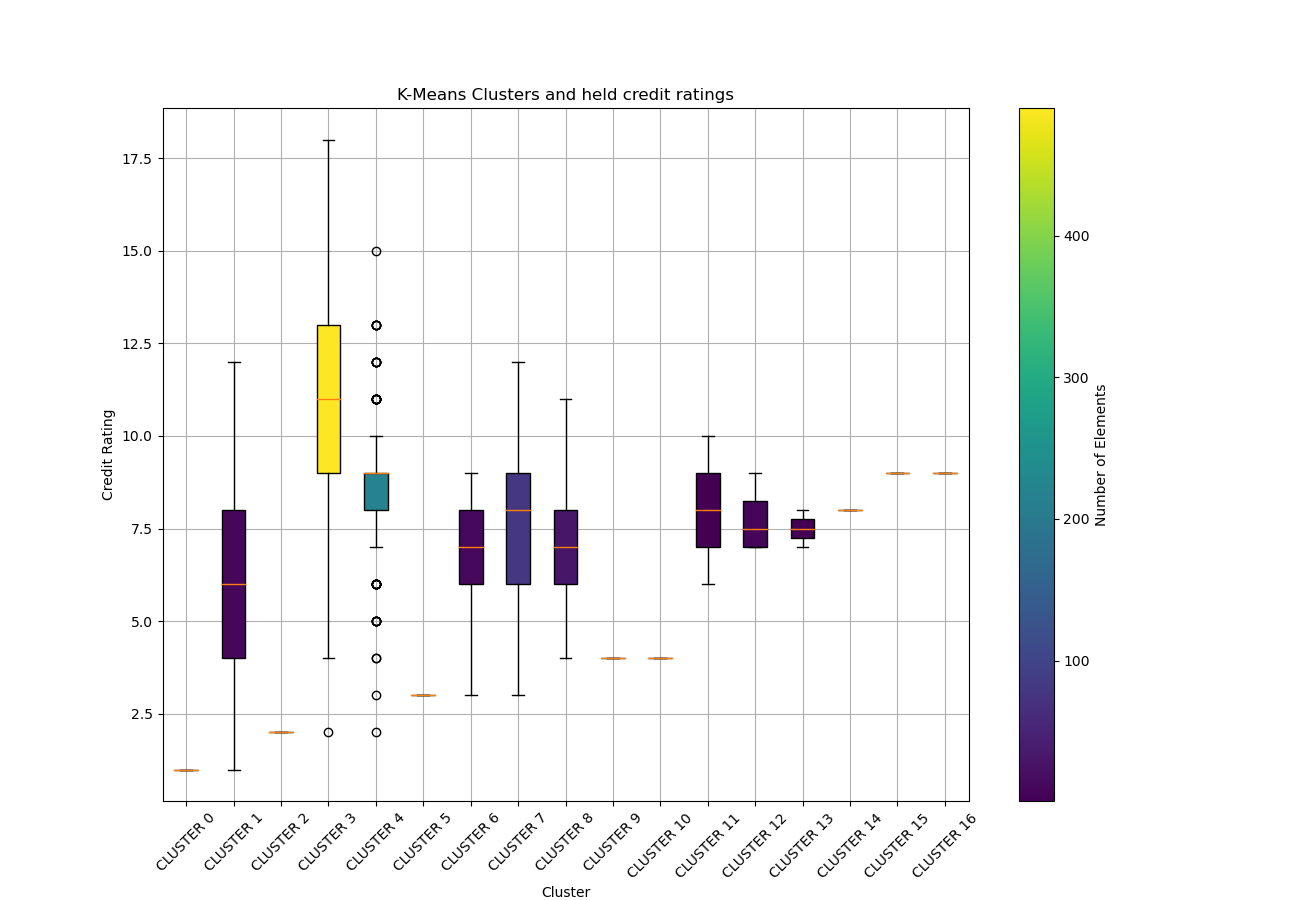 K-Means Clusters and held credit ratings
17.5
15.0
12.5
10.0
7.5
5.0
2.5
Credit Rating
CLUSTER 0
CLUSTER 1
CLUSTER 2
CLUSTER 3
CLUSTER 4
CLUSTER 5
CLUSTER 6
CLUSTER 7
CLUSTER 8
CLUSTER 9
CLUSTER 10
CLUSTER 11
CLUSTER 12
CLUSTER 13
CLUSTER 14
CLUSTER 15
CLUSTER 16
Cluster
400
300
200
100
Number of Elements